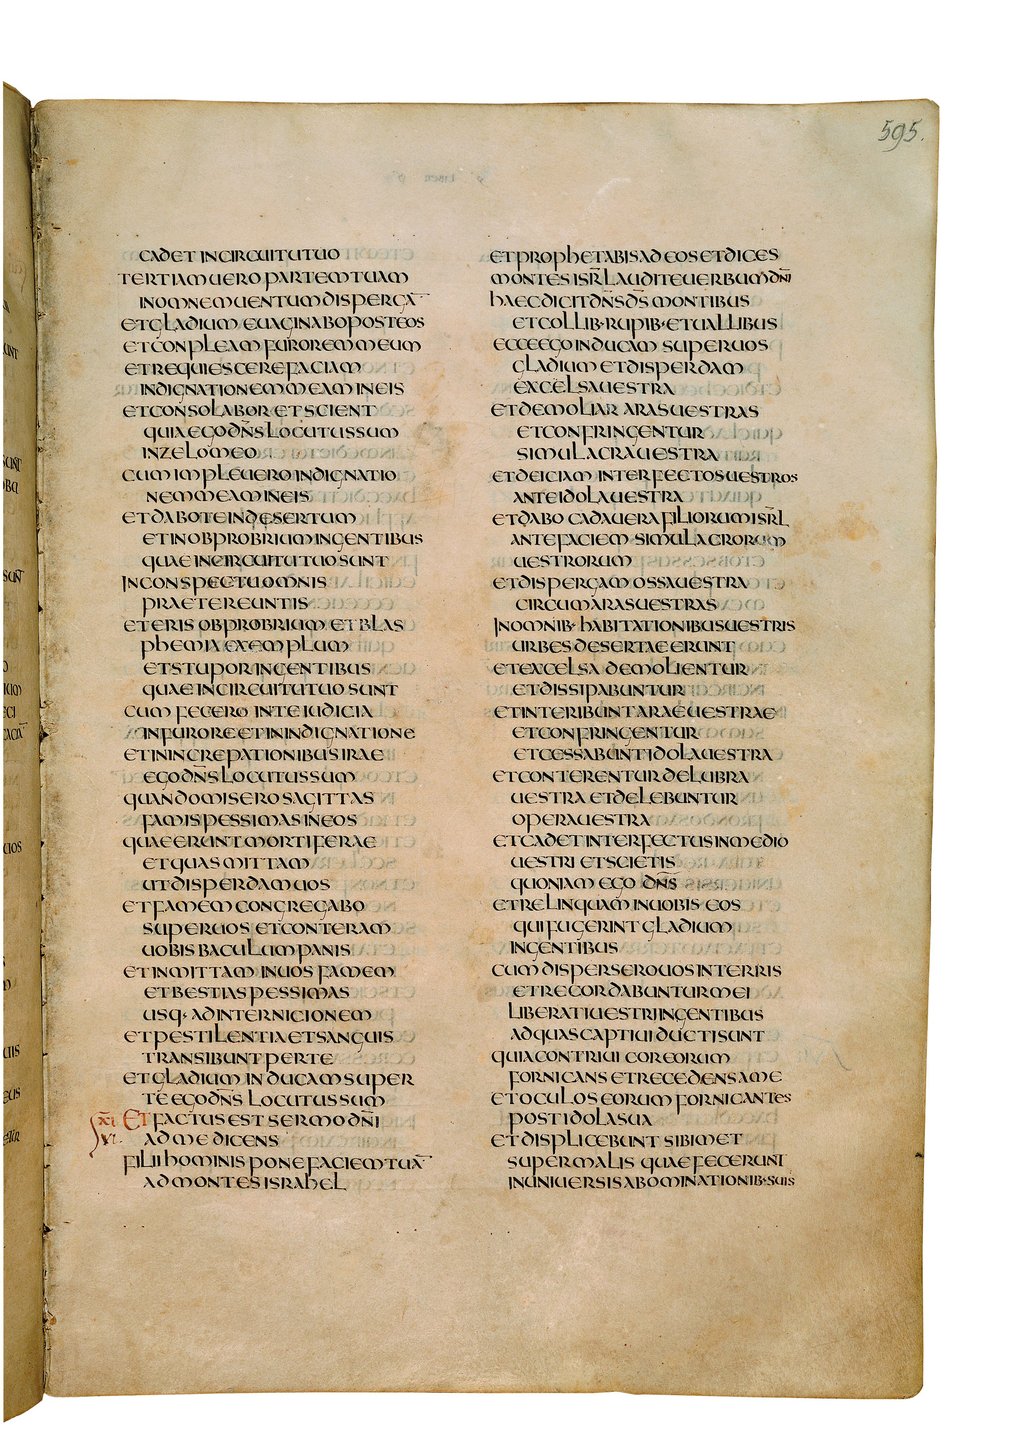 595.
LIBER
CADET IN CIRCUITU TUO
TERTIAM UERO PARTEM TUAM
IN OMNEM UENTUM DISPERGĀ
ET GLADIUM EUAGINABO POST EOS
ET CONPLEAM FUROREM MEUM
ET REQUIESCERE FACIAM
INDIGNATIONEM MEAM IN EIS
ET CONSOLABOR ET SCIENT
QUIA EGO DN̄S LOCUTUS SUM
IN ZELO MEO
CUM IMPLEUERO INDIGNATIO
NEM MEAM IN EIS
ET DABO TE IN DESERTUM
ET IN OBPROBRIUM IN GENTIBUS
QUAE IN CIRCUITU TUO SUNT
IN CONSPECTU OMNIS
PRAETEREUNTIS
ET ERIS OBPROBRIUM ET BLAS
PHEMIA EXEMPLUM
ET STUPOR IN GENTIBUS
QUAE IN CIRCUITU TUO SUNT
CUM FECERO IN TE IUDICIA
IN FURORE ET IN INDIGNATIONE
ET IN INCREPATIONIBUS IRAE
EGO DN̄S LOCUTUS SUM
QUANDO MISERO SAGITTAS
FAMIS PESSIMAS IN EOS
QUAE ERUNT MORTIFERAE
ET QUAS MITTAM
UT DISPERDAM UOS
ET FAMEM CONGREGABO
SUPER UOS ET CONTERAM
UOBIS BACULUM PANIS
ET INMITTAM IN UOS FAMEM
ET BESTIAS PESSIMAS
USQ· AD INTERNICIONEM
ET PESTILENTIA ET SANGUIS
TRANSIBUNT PER TE
ET GLADIUM INDUCAM SUPER
TE EGO DN̄S LOCUTUS SUM
X̄I ET FACTUS EST SERMO DN̄I
VI. AD ME DICENS
FILII HOMINIS PONE FACIEM TUĀ
AD MONTES ISRAHEL
ET PROPHETABIS AD EOS ET DICES
MONTES ISR̄L AUDITE UERBUM DN̄I
HAEC DICIT DN̄S D̄S MONTIBUS
ET COLLIB· RUPIB· ET UALLIBUS
ECCE EGO INDUCAM SUPER UOS
GLADIUM ET DISPERDAM
EXCELSA UESTRA
ET DEMOLIAR ARAS UESTRAS
ET CONFRINGENTUR
SIMULACRA UESTRA
ET DEICIAM INTERFECTOS UESTROS
ANTE IDOLA UESTRA
ET DABO CADAUERA FILIORUM ISR̄L
ANTE FACIEM SIMULACRORUM
UESTRORUM
ET DISPERGAM OSSA UESTRA
CIRCUM ARAS UESTRAS
IN OMNIB· HABITATIONIBUS UESTRIS
URBES DESERTAE ERUNT
ET EXCELSA DEMOLIENTUR
ET DISSIPABUNTUR
ET INTERIBUNT ARAE UESTRAE
ET CONFRINGENTUR
ET CESSABUNT IDOLA UESTRA
ET CONTERENTUR DELUBRA
UESTRA ET DELEBUNTUR
OPERA UESTRA
ET CADET INTERFECTUS IN MEDIO
UESTRI ET SCIETIS
QUONIAM EGO DN̄S
ET RELINQUAM IN UOBIS EOS
QUI FUGERINT GLADIUM
IN GENTIBUS
CUM DISPERSERO UOS IN TERRIS
ET RECORDABUNTUR MEI
LIBERATI UESTRI IN GENTIBUS
AD QUAS CAPTIUI DUCTI SUNT
QUIA CONTRIUI COR EORUM
FORNICANS ET RECEDENS A ME
ET OCULOS EORUM FORNICANTES
POST IDOLA SUA
ET DISPLICEBUNT SIBIMET
SUPER MALIS QUAE FECERUNT
IN UNIUERSIS ABOMINATIONIB· SUIS